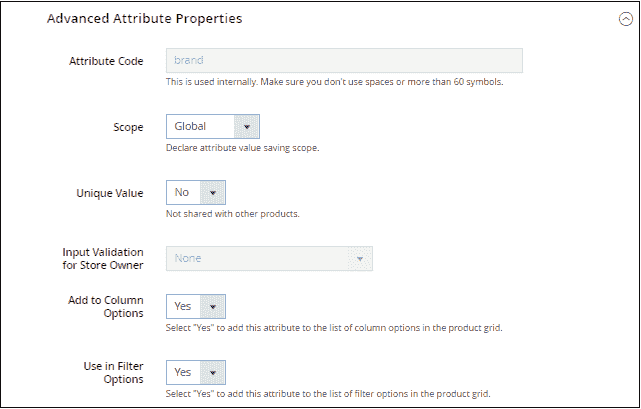 Advanced Attribute Properties
Attribute Code
brand
This is used internally. Make sure you don't use spaces or more than 60 symbols.
Scope
Global
Declare attribute value saving scope.
Unique Value
No
Not shared with other products.
Input Validation
for Store Owner
None
Add to Column
Options
Yes
Select "Yes" to add this attribute to the list of column options in the product grid.
Use in Filter
Options
Yes
Select "Yes" to add this attribute to the list of filter options in the product grid.